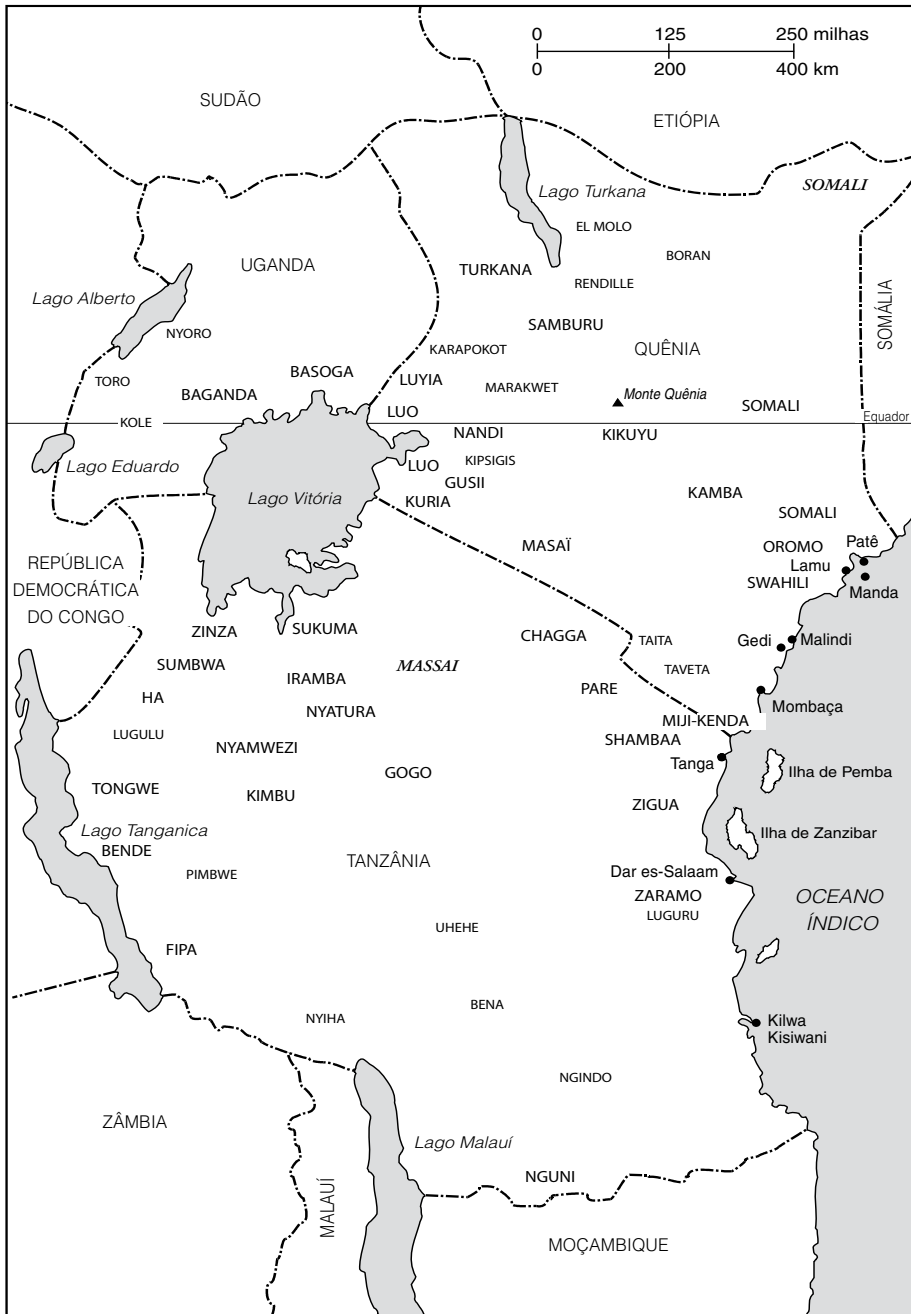 0 125 250 milhas
0 200 400 km
SUDÃO
ETIÓPIA
SOMALI
Lago Turkana
EL MOLO
BORAN
UGANDA
TURKANA
RENDILLE
Lago Alberto
SOMÁLIA
NYORO
SAMBURU
KARAPOKOT
QUÊNIA
BASOGA
TORO
LUYIA
MARAKWET
BAGANDA
Monte Quênia
SOMALI
LUO
Equador
KOLE
NANDI
KIKUYU
Lago Eduardo
LUO
KIPSIGIS
GUSII
Lago Vitória
KURIA
KAMBA
SOMALI
MASAÏ
OROMO
Patê
REPÚBLICA
DEMOCRÁTICA
DO CONGO
Lamu
SWAHILI
Manda
ZINZA
SUKUMA
CHAGGA
TAITA
Gedi
Malindi
SUMBWA
MASSAI
TAVETA
IRAMBA
PARE
HA
NYATURA
Mombaça
LUGULU
MIJI-KENDA
NYAMWEZI
SHAMBAA
Tanga
GOGO
Ilha de Pemba
TONGWE
KIMBU
ZIGUA
Lago Tanganica
Ilha de Zanzibar
BENDE
TANZÂNIA
PIMBWE
Dar es-Salaam
ZARAMO
OCEANO
ÍNDICO
LUGURU
UHEHE
FIPA
BENA
NYIHA
Kilwa
Kisiwani
NGINDO
ZÂMBIA
Lago Malauí
NGUNI
MALAUÍ
MOÇAMBIQUE